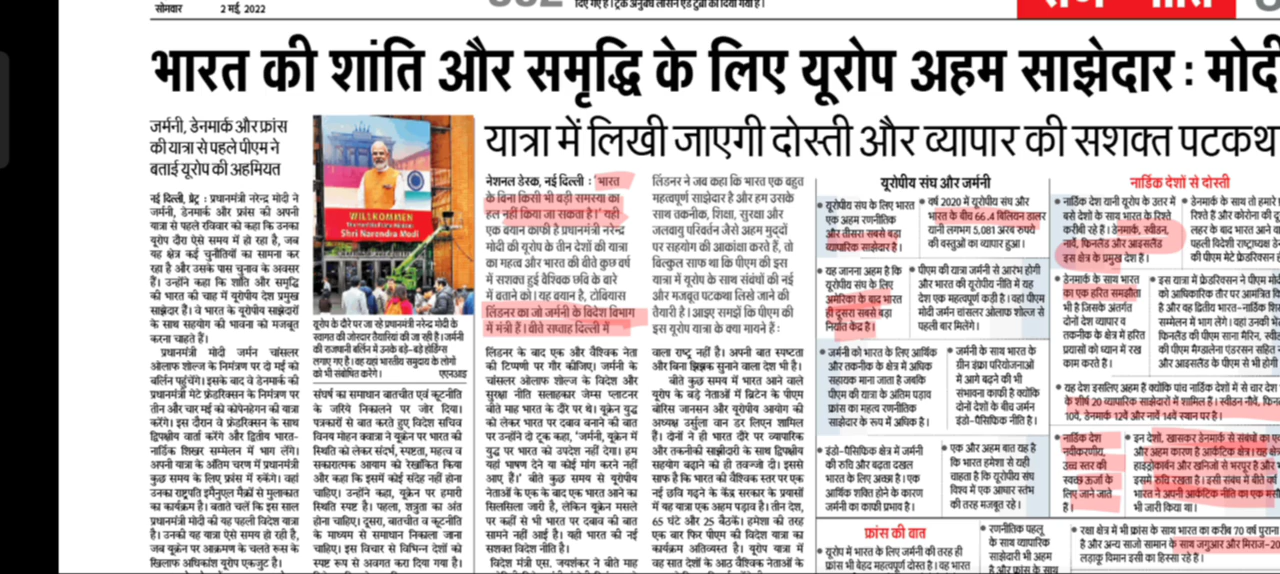 सोमवार 2 मई, 2022
भारत की शांति और समृद्धि के लिए यूरोप अहम साझेदार : मोदी
जर्मनी, डेनमार्क और फ्रांस
की यात्रा से पहले पीएम ने
बताई यूरोप की अहमियत
नई दिल्ली, प्रेट्र : प्रधानमंत्री नरेन्द्र मोदी ने
जर्मनी, डेनमार्क और फ्रांस की अपनी
यात्रा से पहले रविवार को कहा कि उनका
यूरोप दौरा ऐसे समय में हो रहा है, जब
यह क्षेत्र कई चुनौतियों का सामना कर
रहा है और उसके पास चुनाव के अवसर
हैं। उन्होंने कहा कि शांति और समृद्धि
की भारत की चाह में यूरोपीय देश प्रमुख
साझेदार हैं। वे भारत के यूरोपीय साझेदारों
के साथ सहयोग की भावना को मजबूत
करना चाहते हैं।
प्रधानमंत्री मोदी जर्मन चांसलर
ओलाफ शोल्ज के निमंत्रण पर दो मई को
बर्लिन पहुंचेंगे। इसके बाद वे डेनमार्क की
प्रधानमंत्री मेटे फ्रेडरिक्सन के निमंत्रण पर
तीन और चार मई को कोपेनहेगन की यात्रा
करेंगे। इस दौरान वे फ्रेडरिक्सन के साथ
द्विपक्षीय वार्ता करेंगे और द्वितीय भारत-
नार्डिक शिखर सम्मेलन में भाग लेंगे।
अपनी यात्रा के अंतिम चरण में प्रधानमंत्री
कुछ समय के लिए फ्रांस में रुकेंगे। वहां
उनका राष्ट्रपति इमैनुएल मैक्रों से मुलाकात
का कार्यक्रम है। बताते चलें कि इस साल
प्रधानमंत्री मोदी की यह पहली विदेश यात्रा
है। उनकी यह यात्रा ऐसे समय हो रही है,
जब यूक्रेन पर आक्रमण के चलते रूस के
खिलाफ अधिकांश यूरोप एकजुट है।
WILLKOMMEN
Shri Narendra Modi
यूरोप के दौरे पर जा रहे प्रधानमंत्री नरेन्द्र मोदी के
स्वागत की जोरदार तैयारियां की जा रही हैं। जर्मनी
की राजधानी बर्लिन में उनके बड़े-बड़े होर्डिंग्स
लगाए गए हैं। वह यहां भारतीय समुदाय के लोगों
को भी संबोधित करेंगे। एएनआइ
संघर्ष का समाधान बातचीत एवं कूटनीति
के जरिये निकालने पर जोर दिया।
पत्रकारों से बात करते हुए विदेश सचिव
विनय मोहन क्वात्रा ने यूक्रेन पर भारत की
स्थिति को लेकर संदर्भ, स्पष्टता, महत्व व
सकारात्मक आयाम को रेखांकित किया
और कहा कि इसमें कोई संदेह नहीं होना
चाहिए। उन्होंने कहा, यूक्रेन पर हमारी
स्थिति स्पष्ट है। पहला, शत्रुता का अंत
होना चाहिए। दूसरा, बातचीत व कूटनीति
के माध्यम से समाधान निकाला जाना
चाहिए। इस विचार से विभिन्न देशों को
स्पष्ट रूप से अवगत करा दिया गया है।
यात्रा में लिखी जाएगी दोस्ती और व्यापार की सशक्त पटकथ
नेशनल डेस्क, नई दिल्ली : 'भारत
के बिना किसी भी बड़ी समस्या का
हल नहीं किया जा सकता है।' यही
एक बयान काफी है प्रधानमंत्री नरेन्द्र
मोदी की यूरोप के तीन देशों की यात्रा
का महत्व और भारत की बीते कुछ वर्ष
में सशक्त हुई वैश्विक छवि के बारे
में बताने को। यह बयान है, टोबियास
लिंडनर का जो जर्मनी के विदेश विभाग
में मंत्री हैं। बीते सप्ताह दिल्ली में
लिंडनर ने जब कहा कि भारत एक बहुत
महत्वपूर्ण साझेदार है और हम उसके
साथ तकनीक, शिक्षा, सुरक्षा और
जलवायु परिवर्तन जैसे अहम मुद्दों
पर सहयोग की आकांक्षा करते हैं, तो
बिल्कुल साफ था कि पीएम की इस
यात्रा में यूरोप के साथ संबंधों की नई
और मजबूत पटकथा लिखे जाने की
तैयारी है। आइए समझें कि पीएम की
इस यूरोप यात्रा के क्या मायने हैं :
लिंडनर के बाद एक और वैश्विक नेता
की टिप्पणी पर गौर कीजिए। जर्मनी के
चांसलर ओलाफ शोल्ज के विदेश और
सुरक्षा नीति सलाहकार जेम्स प्लाटनर
बीते माह भारत के दौरे पर थे। यूक्रेन युद्ध
को लेकर भारत पर दबाव बनाने की बात
पर उन्होंने दो टूक कहा, 'जर्मनी, यूक्रेन में
युद्ध पर भारत को उपदेश नहीं देगा। हम
यहां भाषण देने या कोई मांग करने नहीं
आए हैं।' बीते कुछ समय से यूरोपीय
नेताओं के एक के बाद एक भारत आने का
सिलसिला जारी है, लेकिन यूक्रेन मसले
पर कहीं से भी भारत पर दबाव की बात
सामने नहीं आई है। यही भारत की नई
सशक्त विदेश नीति है।
विदेश मंत्री एस. जयशंकर ने बीते माह
वाला राष्ट्र नहीं है। अपनी बात स्पष्टता
और बिना झिझक सुनाने वाला देश भी है।
बीते कुछ समय में भारत आने वाले
यूरोप के बड़े नेताओं में ब्रिटेन के पीएम
बोरिस जानसन और यूरोपीय आयोग की
अध्यक्ष उर्सुला वान डर लिएन शामिल
हैं। दोनों ने ही भारत दौरे पर व्यापारिक
और तकनीकी साझीदारी के साथ द्विपक्षीय
सहयोग बढ़ाने को ही तवज्जो दी। इससे
साफ है कि भारत की वैश्विक स्तर पर एक
नई छवि गढ़ने के केंद्र सरकार के प्रयासों
में यह यात्रा एक अहम पड़ाव है। तीन देश,
65 घंटे और 25 बैठकें। हमेशा की तरह
एक बार फिर पीएम की विदेश यात्रा का
कार्यक्रम अतिव्यस्त है। यूरोप यात्रा में
वह सात देशों के आठ वैश्विक नेताओं के
यूरोपीय संघ और जर्मनी
• यूरोपीय संघ के लिए भारत
एक अहम रणनीतिक
और तीसरा सबसे बड़ा
व्यापारिक साझेदार है।
• वर्ष 2020 में यूरोपीय संघ और
भारत के बीच 66.4 बिलियन डालर
यानी लगभग 5,081 अरब रुपये
की वस्तुओं का व्यापार हुआ।
• यह जानना अहम है कि
यूरोपीय संघ के लिए
अमेरिका के बाद भारत
ही दूसरा सबसे बड़ा
निर्यात केंद्र है।
• पीएम की यात्रा जर्मनी से आरंभ होगी
और भारत की यूरोपीय नीति में यह
देश एक महत्वपूर्ण कड़ी है। वहां पीएम
मोदी जर्मन चांसलर ओलाफ शोल्ज से
पहली बार मिलेंगे।
• जर्मनी को भारत के लिए आर्थिक
और तकनीक के क्षेत्र में अधिक
सहायक माना जाता है जबकि
पीएम की यात्रा के अंतिम पड़ाव
फ्रांस का महत्व रणनीतिक
साझेदार के रूप में अधिक है।
• जर्मनी के साथ भारत के
ग्रीन इंफ्रा परियोजनाओं
में आगे बढ़ने की भी
संभावना काफी है क्योंकि
दोनों देशों के बीच जर्मन
इंडो-पैसिफिक नीति है।
• इंडो-पैसिफिक क्षेत्र में जर्मनी
की रुचि और बढ़ता दखल
भारत के लिए अच्छा है। एक
आर्थिक शक्ति होने के कारण
जर्मनी का काफी प्रभाव है।
• एक और अहम बात यह है
कि भारत हमेशा से यही
चाहता है कि यूरोपीय संघ
विश्व में एक आधार स्तंभ
की तरह मजबूत रहे।
फ्रांस की बात
• यूरोप में भारत के लिए जर्मनी की तरह ही
फ्रांस भी बेहद महत्वपूर्ण दोस्त है। वह भारत
• रणनीतिक पहलू
के साथ व्यापारिक
साझेदारी भी अहम
है और फ्रांस के साथ
नार्डिक देशों से दोस्ती
• नार्डिक देश यानी यूरोप के उत्तर में
बसे देशों के साथ भारत के रिश्ते
करीबी रहे हैं। डेनमार्क, स्वीडन,
नार्वे, फिनलैंड और आइसलैंड
इस क्षेत्र के प्रमुख देश हैं।
• डेनमार्क के साथ तो हमारे
रिश्ते हैं और कोरोना की दू
लहर के बाद भारत आने वा
पहली विदेशी राष्ट्राध्यक्ष डे
की पीएम मेटे फ्रेडरिक्सन ह
• डेनमार्क के साथ भारत
का एक हरित समझौता
भी है जिसके अंतर्गत
दोनों देश व्यापार व
तकनीक के क्षेत्र में हरित
प्रयासों को ध्यान में रख
काम करते हैं।
• इस यात्रा में फ्रेडरिक्सन ने पीएम मोद
को आधिकारिक तौर पर आमंत्रित कि
है और वह द्वितीय भारत-नार्डिक शिख
सम्मेलन में भाग लेंगे। वहां उनकी भें
फिनलैंड की पीएम साना मैरिन, स्वीड
की पीएम मैग्डालेना एंडरसन सहित न
और आइसलैंड के पीएम से भी होगी
• यह देश इसलिए अहम हैं क्योंकि पांच नार्डिक देशों में से चार देश
के शीर्ष 20 व्यापारिक साझेदारों में शामिल हैं। स्वीडन नौवें, फिन
10वें, डेनमार्क 12वें और नार्वे 14वें स्थान पर है।
• नार्डिक देश
नवीकरणीय,
उच्च स्तर की
स्वच्छ ऊर्जा के
लिए जाने जाते
हैं।
• इन देशों, खासकर डेनमार्क से संबंधों का ए
और अहम कारण है आर्कटिक क्षेत्र। यह क्षेत्र
हाइड्रोकार्बन और खनिजों से भरपूर है और
इसमें रुचि रखता है। इसी संबंध में बीते वर्ष
भारत ने अपनी आर्कटिक नीति का एक मसौ
भी जारी किया था।
• रक्षा क्षेत्र में भी फ्रांस के साथ भारत का करीब 70 वर्ष पुराना
है और अन्य साजो सामान के साथ जगुआर और मिराज-20
लड़ाकू विमान इसी का हिस्सा रहे हैं।